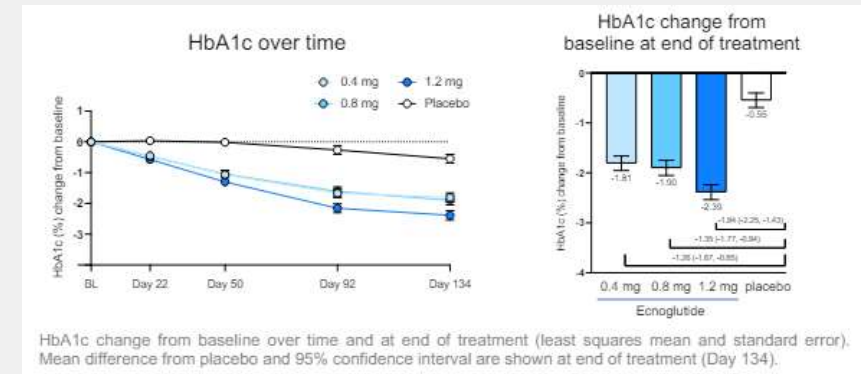 HbA1c over time
0.4 mg
1.2 mg
0.8 mg
Placebo
HbA1c (%) change from baseline
1
0
-1
-2
-3
BL
Day 22
Day 50
Day 92
Day 134
HbA1c change from
baseline at end of treatment
HbA1c (%) change from baseline
0
-1
-2
-3
-4
-1.81
-1.90
-2.39
-0.55
-1.84 (-2.25, -1.43)
-1.35 (-1.77, -0.94)
-1.26 (-1.67, -0.85)
0.4 mg 0.8 mg 1.2 mg placebo
Ecnoglutide
HbA1c change from baseline over time and at end of treatment (least squares mean and standard error).
Mean difference from placebo and 95% confidence interval are shown at end of treatment (Day 134).